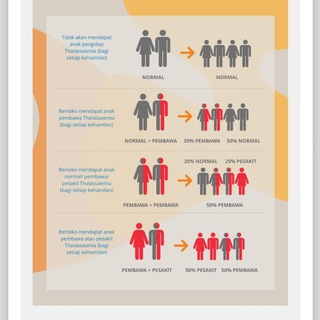 Tidak akan mendapat
anak pengidap
Thalassaemia (bagi
setiap kehamilan)
NORMAL
NORMAL
Berisiko mendapat anak
pembawa Thalassaemia
(bagi setiap kehamilan)
NORMAL + PEMBAWA
50% PEMBAWA
50% NORMAL
Berisiko mendapat anak
normal/ pembawa/
pesakit Thalassaemia
(bagi setiap kehamilan)
25% NORMAL
25% PESAKIT
PEMBAWA + PEMBAWA
50% PEMBAWA
Berisiko mendapat anak
pembawa atau pesakit
Thalassaemia (bagi
setiap kehamilan)
PEMBAWA + PESAKIT
50% PESAKIT
50% PEMBAWA